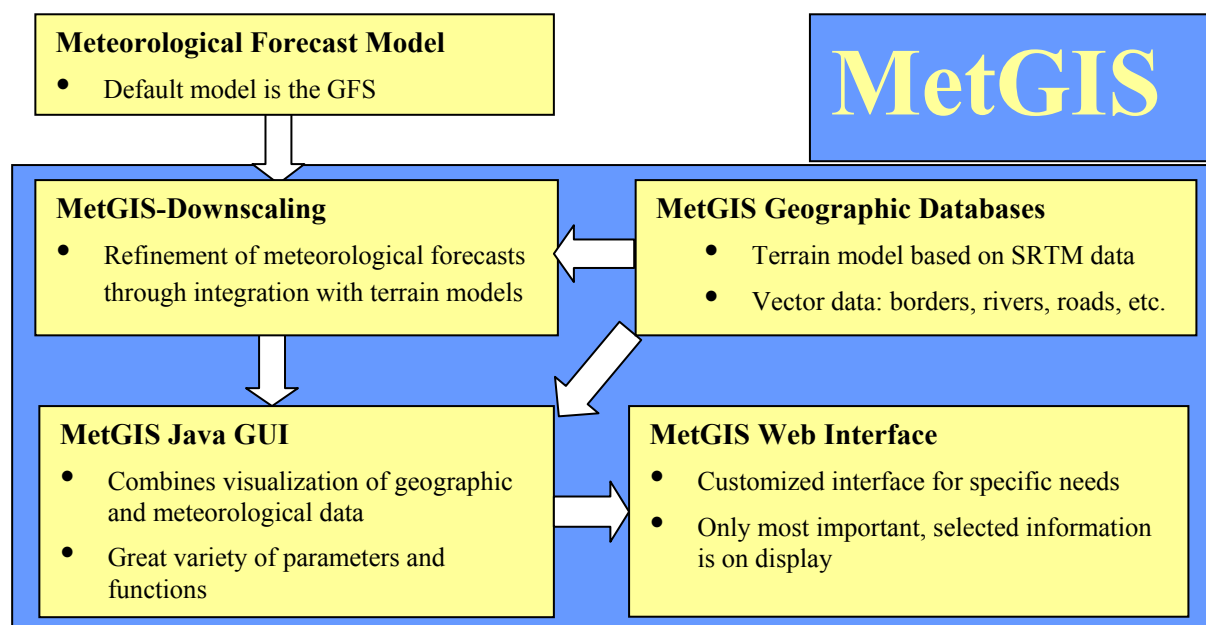 Meteorological Forecast Model
• Default model is the GFS
MetGIS
MetGIS-Downscaling
• Refinement of meteorological forecasts
through integration with terrain models
MetGIS Geographic Databases
• Terrain model based on SRTM data
• Vector data: borders, rivers, roads, etc.
MetGIS Java GUI
• Combines visualization of geographic
and meteorological data
• Great variety of parameters and
functions
MetGIS Web Interface
• Customized interface for specific needs
• Only most important, selected information
is on display